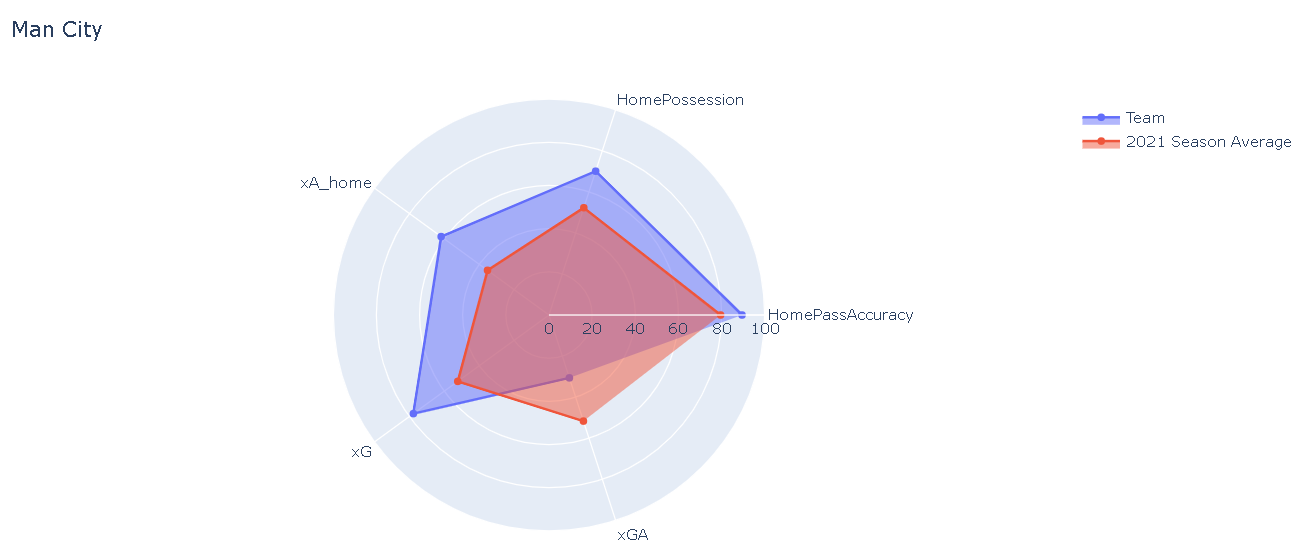 Man City
HomePossession
Team
2021 Season Average
xA_home
HomePassAccuracy
0 20 40 60 80 100
xG
xGA